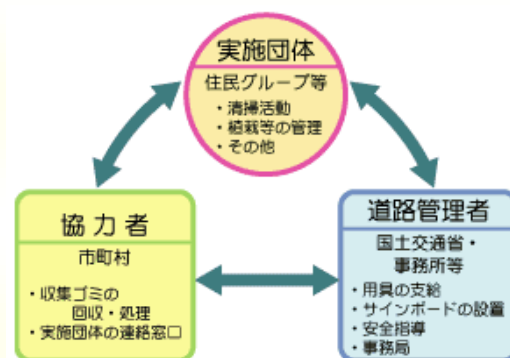 実施団体
住民グループ等
・清掃活動
・植栽等の管理
・その他
協力者
市町村
・収集ゴミの
回収・処理
・実施団体の連絡窓口
道路管理者
国土交通省・
事務所等
・用具の支給
・サインボードの設置
・安全指導
・事務局